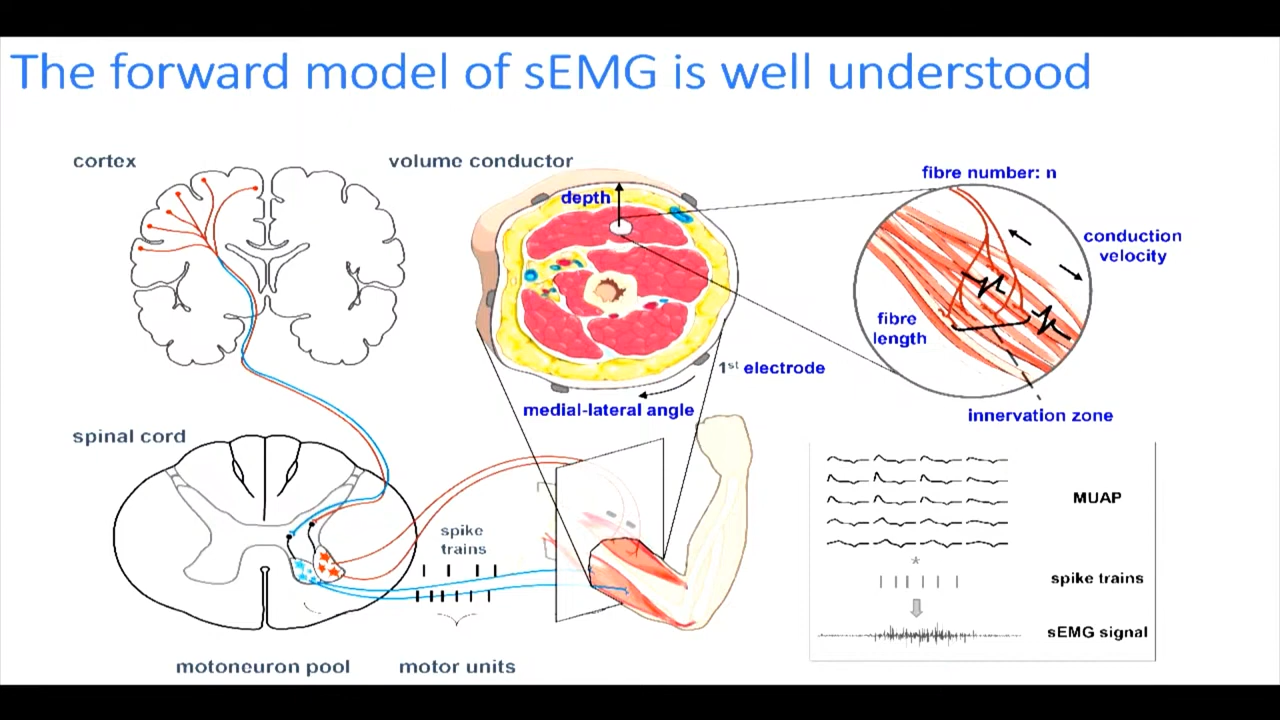 The forward model of sEMG is well understood
cortex
volume conductor
depth
fibre number: n
conduction
velocity
fibre
length
innervation zone
1st electrode
medial-lateral angle
spinal cord
spike
trains
motoneuron pool
motor units
MUAP
*
spike trains
sEMG signal